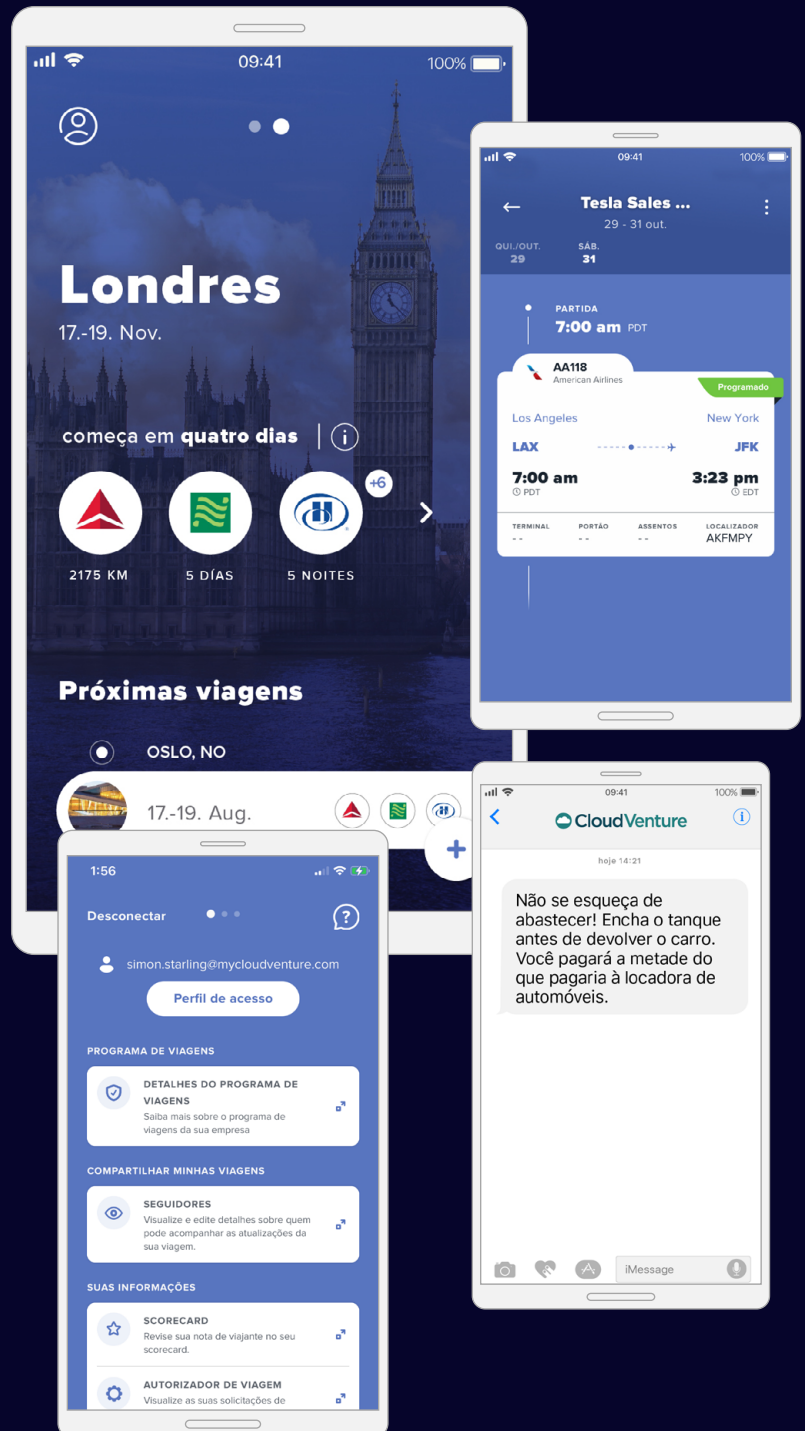 09:41
100%
Londres
17.-19. Nov.
começa em quatro dias
+6
2175 KM
5 DÍAS
5 NOITES
Próximas viagens
OSLO, NO
17.-19. Aug.
+
09:41
100%
Tesla Sales ...
29 - 31 out.
QUI./OUT.
29
SÁB.
31
PARTIDA
7:00 am PDT
AA118
American Airlines
Programado
Los Angeles
New York
LAX
JFK
7:00 am
3:23 pm
PDT
EDT
TERMINAL
PORTÃO
ASSENTOS
LOCALIZADOR
- -
- -
- -
AKFMPY
1:56
Desconectar
?
simon.starling@mycloudventure.com
Perfil de acesso
PROGRAMA DE VIAGENS
DETALHES DO PROGRAMA DE
VIAGENS
Saiba mais sobre o programa de
viagens da sua empresa
COMPARTILHAR MINHAS VIAGENS
SEGUIDORES
Visualize e edite detalhes sobre quem
pode acompanhar as atualizações da
sua viagem.
SUAS INFORMAÇÕES
SCORECARD
Revise sua nota de viajante no seu
scorecard.
AUTORIZADOR DE VIAGEM
Visualize as suas solicitações de
09:41
100%
CloudVenture
hoje 14:21
Não se esqueça de
abastecer! Encha o tanque
antes de devolver o carro.
Você pagará a metade do
que pagaria à locadora de
automóveis.
iMessage